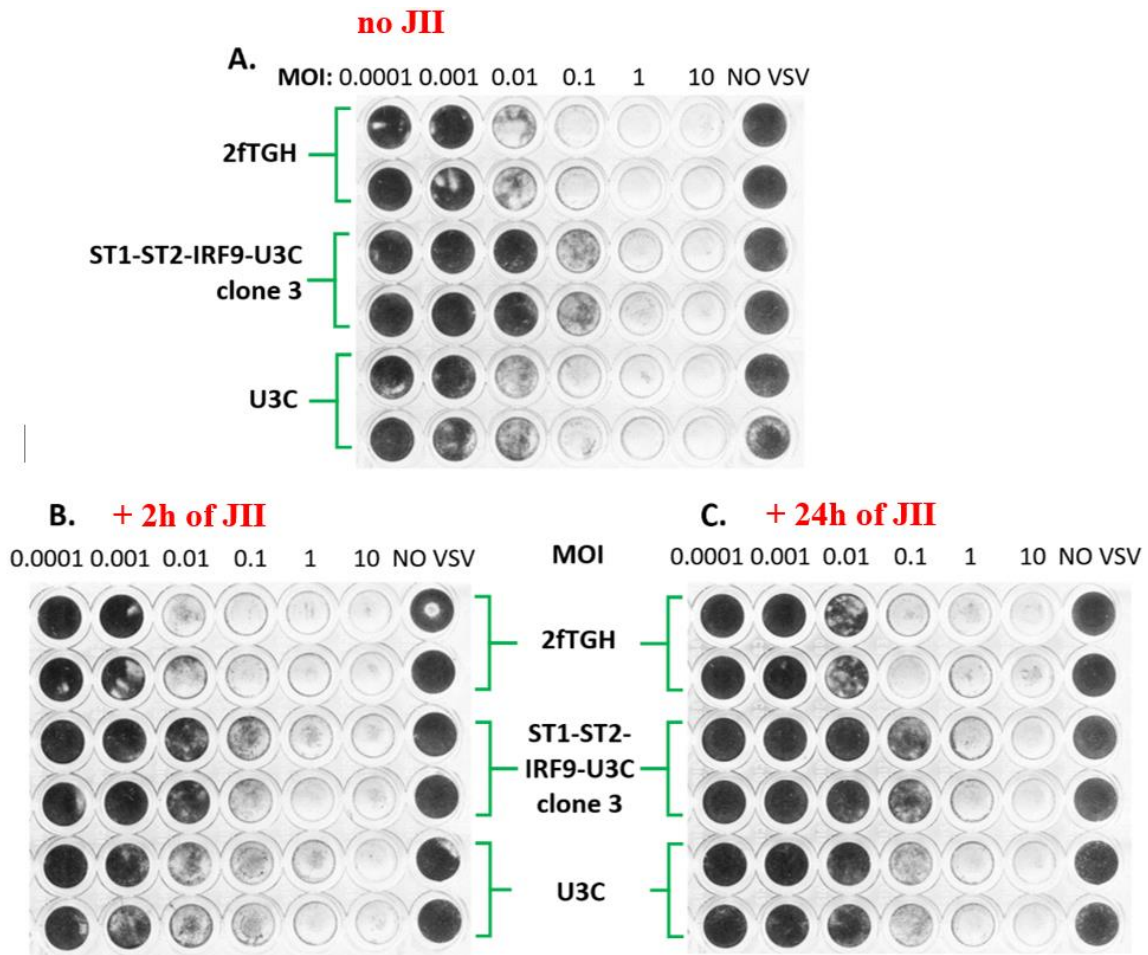 no JII
A.
MOI: 0.0001 0.001 0.01 0.1 1 10 NO VSV
2fTGH
ST1-ST2-IRF9-U3C
clone 3
U3C
B. + 2h of JII
C. + 24h of JII
0.0001 0.001 0.01 0.1 1 10 NO VSV
MOI
0.0001 0.001 0.01 0.1 1 10 NO VSV
2fTGH
ST1-ST2-
IRF9-U3C
clone 3
U3C